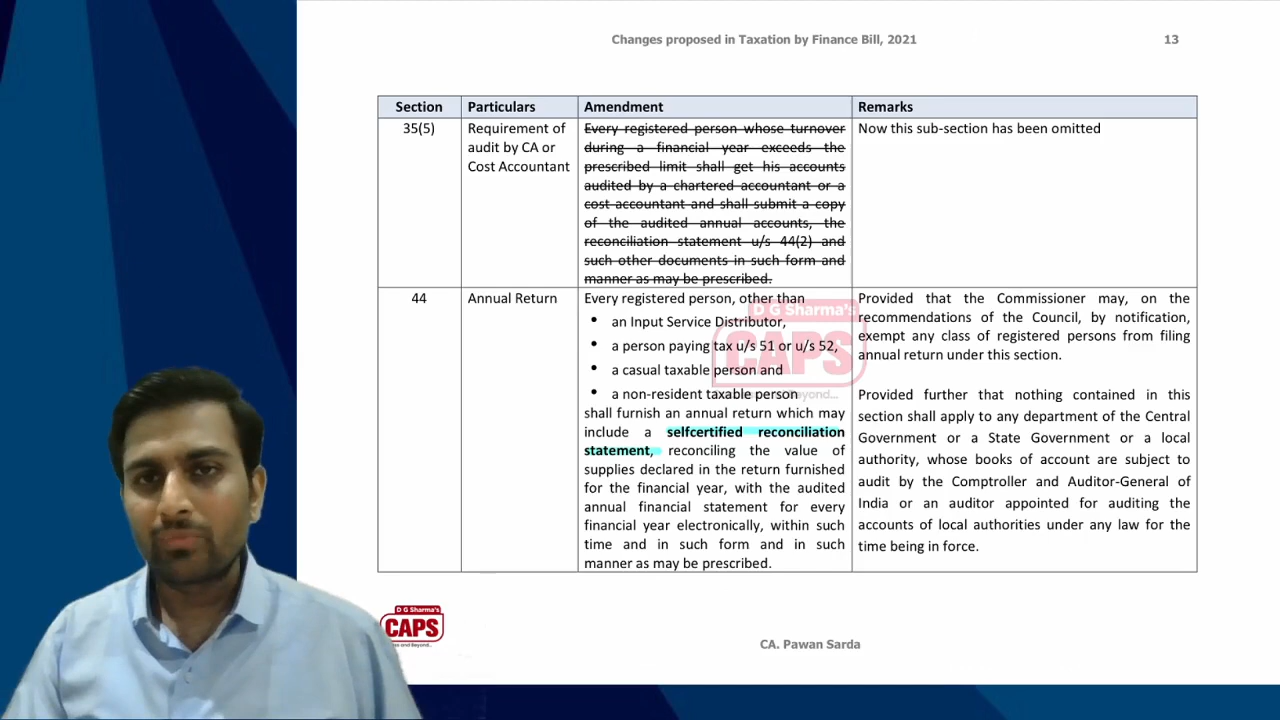 Changes proposed in Taxation by Finance Bill, 2021
13
Section Particulars Amendment Remarks
35(5)
Requirement of
audit by CA or
Cost Accountant
Every registered person whose turnover
during a financial year exceeds the
prescribed limit shall get his accounts
audited by a chartered accountant or a
cost accountant and shall submit a copy
of the audited annual accounts, the
reconciliation statement u/s 44(2) and
such other documents in such form and
manner as may be prescribed.
Now this sub-section has been omitted
44
Annual Return
Every registered person, other than
• an Input Service Distributor,
• a person paying tax u/s 51 or u/s 52,
• a casual taxable person and
• a non-resident taxable person
shall furnish an annual return which may
include a selfcertified reconciliation
statement, reconciling the value of
supplies declared in the return furnished
for the financial year, with the audited
annual financial statement for every
financial year electronically, within such
time and in such form and in such
manner as may be prescribed.
Provided that the Commissioner may, on the
recommendations of the Council, by notification,
exempt any class of registered persons from filing
annual return under this section.
Provided further that nothing contained in this
section shall apply to any department of the Central
Government or a State Government or a local
authority, whose books of account are subject to
audit by the Comptroller and Auditor-General of
India or an auditor appointed for auditing the
accounts of local authorities under any law for the
time being in force.
D G Sharma's
CAPS
D G Sharma's
CAPS
and Beyond...
CA. Pawan Sarda